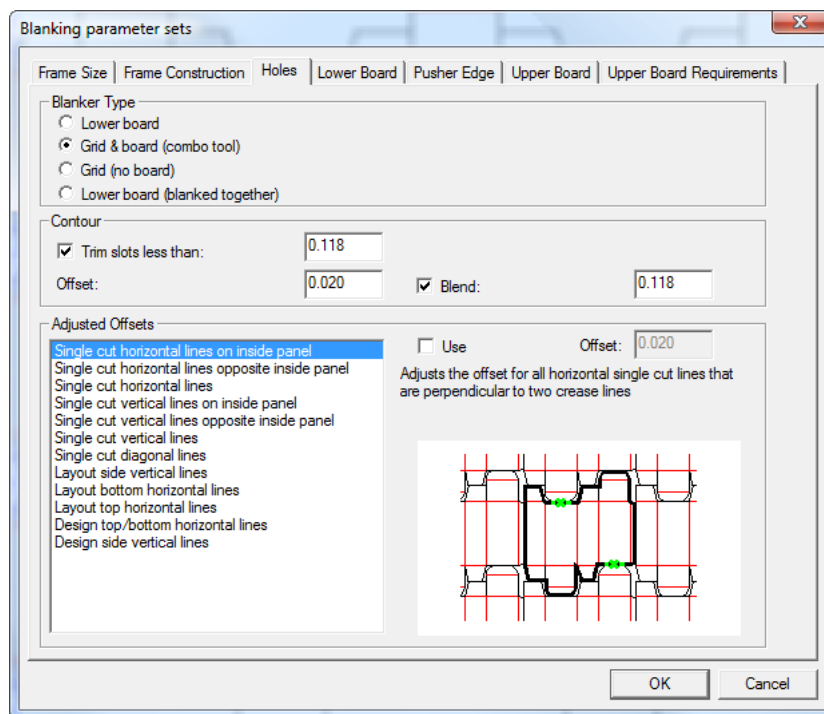 Blanking parameter sets
Frame Size Frame Construction Holes Lower Board Pusher Edge Upper Board Upper Board Requirements
Blanker Type
Lower board
Grid & board (combo tool)
Grid (no board)
Lower board (blanked together)
Contour
Trim slots less than: 0.118
Offset: 0.020 Blend: 0.118
Adjusted Offsets
Single cut horizontal lines on inside panel
Single cut horizontal lines opposite inside panel
Single cut horizontal lines
Single cut vertical lines on inside panel
Single cut vertical lines opposite inside panel
Single cut vertical lines
Single cut diagonal lines
Layout side vertical lines
Layout bottom horizontal lines
Layout top horizontal lines
Design top/bottom horizontal lines
Design side vertical lines
Use Offset: 0.020
Adjusts the offset for all horizontal single cut lines that
are perpendicular to two crease lines
OK Cancel